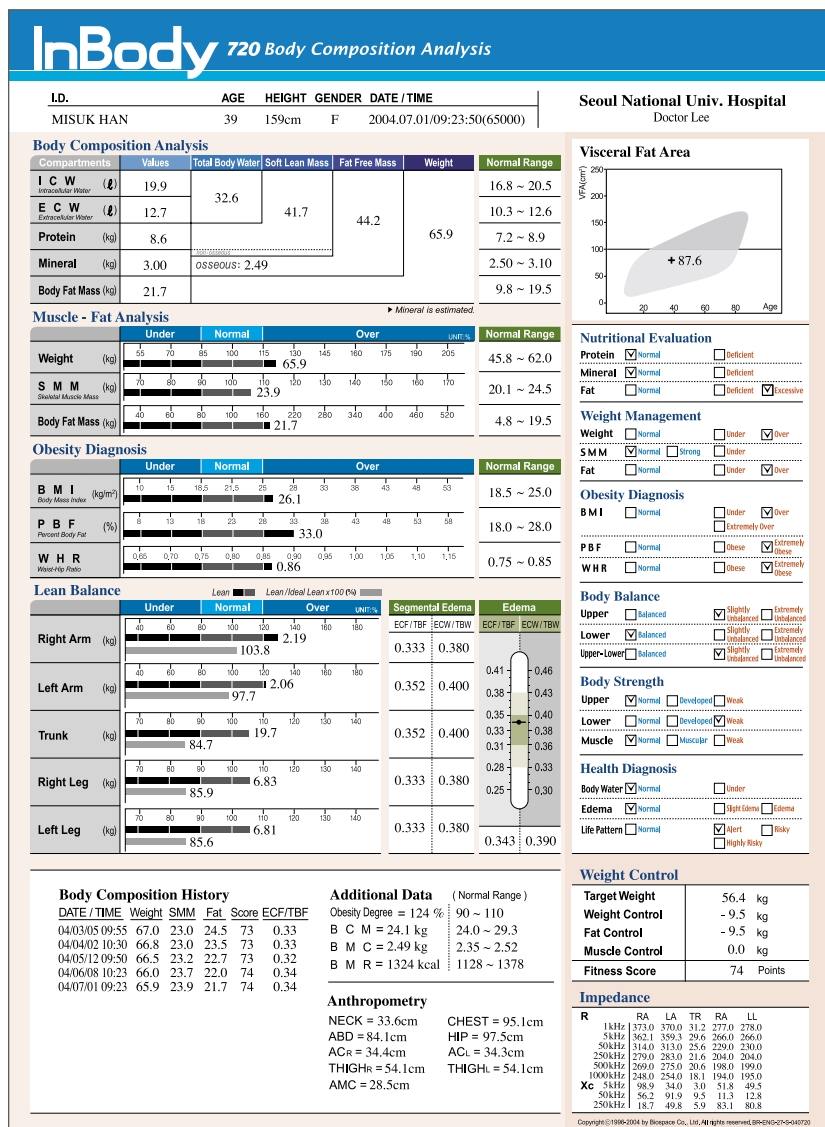 InBody 720 Body Composition Analysis
I.D. AGE HEIGHT GENDER DATE / TIME
MISUK HAN 39 159cm F 2004.07.01/09:23:50(65000)
Seoul National Univ. Hospital
Doctor Lee
Body Composition Analysis
Compartments Values Total Body Water Soft Lean Mass Fat Free Mass Weight Normal Range
I C W (ℓ) 19.9 32.6 41.7 44.2 65.9 16.8 ~ 20.5
Intracellular Water
E C W (ℓ) 12.7 10.3 ~ 12.6
Extracellular Water
Protein (kg) 8.6 7.2 ~ 8.9
non-osseous
Mineral (kg) 3.00 osseous: 2.49 2.50 ~ 3.10
Body Fat Mass (kg) 21.7 9.8 ~ 19.5
▶ Mineral is estimated.
Muscle - Fat Analysis
Under Normal Over UNIT:% Normal Range
55 70 85 100 115 130 145 160 175 190 205
Weight (kg) 65.9 45.8 ~ 62.0
70 80 90 100 110 120 130 140 150 160 170
S M M (kg) 23.9 20.1 ~ 24.5
Skeletal Muscle Mass
40 60 80 160 220 280 340 400 460 520
Body Fat Mass (kg) 21.7 4.8 ~ 19.5
Obesity Diagnosis
Under Normal Over Normal Range
10 15 18,5 21,5 25 28 33 38 43 48 53
B M I (kg/m²) 26.1 18.5 ~ 25.0
Body Mass Index
8 13 18 23 28 33 38 43 48 53 58
P B F (%) 33.0 18.0 ~ 28.0
Percent Body Fat
0,65 0,70 0,75 0,80 0,85 0,90 0,95 1,00 1,05 1,10 1,15
W H R 0.86 0.75 ~ 0.85
Waist-Hip Ratio
Lean Balance Lean Lean/Ideal Lean x100 (%)
Under Normal Over UNIT:% Segmental Edema Edema
ECF / TBF ECW / TBW ECF / TBF ECW / TBW
40 60 80 100 120 140 160 180
Right Arm (kg) 2.19 0.333 0.380
103.8
40 60 80 100 120 140 160 180
Left Arm (kg) 2.06 0.352 0.400
97.7
70 80 90 100 110 120 130 140
Trunk (kg) 19.7 0.352 0.400
84.7
70 80 90 100 110 120 130 140
Right Leg (kg) 6.83 0.333 0.380
85.9
70 80 90 100 110 120 130 140
Left Leg (kg) 6.81 0.333 0.380
85.6
0.41 0.46
0.38 0.43
0.35 0.40
0.33 0.38
0.31 0.36
0.28 0.33
0.25 0.30
0.343 0.390
Body Composition History
DATE / TIME Weight SMM Fat Score ECF/TBF
04/03/05 09:55 67.0 23.0 24.5 73 0.33
04/04/02 10:30 66.8 23.0 23.5 73 0.33
04/05/12 09:50 66.5 23.2 22.7 73 0.32
04/06/08 10:23 66.0 23.7 22.0 74 0.34
04/07/01 09:23 65.9 23.9 21.7 74 0.34
Additional Data ( Normal Range )
Obesity Degree = 124 % 90 ~ 110
B C M = 24.1 kg 24.0 ~ 29.3
B M C = 2.49 kg 2.35 ~ 2.52
B M R = 1324 kcal 1128 ~ 1378
Anthropometry
NECK = 33.6cm CHEST = 95.1cm
ABD = 84.1cm HIP = 97.5cm
ACR = 34.4cm ACL = 34.3cm
THIGHR = 54.1cm THIGHL = 54.1cm
AMC = 28.5cm
Visceral Fat Area
VFA(cm²)
250
200
150
100
50
0
+ 87.6
20 40 60 80 Age
Nutritional Evaluation
Protein Normal Deficient
Mineral Normal Deficient
Fat Normal Deficient Excessive
Weight Management
Weight Normal Under Over
S M M Normal Strong Under
Fat Normal Under Over
Obesity Diagnosis
B M I Normal Under Over
Extremely Over
P B F Normal Obese Extremely Obese
W H R Normal Obese Extremely Obese
Body Balance
Upper Balanced Slightly Unbalanced Extremely Unbalanced
Lower Balanced Slightly Unbalanced Extremely Unbalanced
Upper-Lower Balanced Slightly Unbalanced Extremely Unbalanced
Body Strength
Upper Normal Developed Weak
Lower Normal Developed Weak
Muscle Normal Muscular Weak
Health Diagnosis
Body Water Normal Under
Edema Normal Slight Edema Edema
Life Pattern Normal Alert Risky
Highly Risky
Weight Control
Target Weight 56.4 kg
Weight Control - 9.5 kg
Fat Control - 9.5 kg
Muscle Control 0.0 kg
Fitness Score 74 Points
Impedance
R RA LA TR RA LL
1kHz 373.0 370.0 31.2 277.0 278.0
5kHz 362.1 359.3 29.6 266.0 266.0
50kHz 314.0 313.0 25.6 229.0 230.0
250kHz 279.0 283.0 21.6 204.0 204.0
500kHz 269.0 275.0 20.6 198.0 199.0
1000kHz 248.0 254.0 18.1 194.0 195.0
Xc 5kHz 98.9 34.0 3.0 51.8 49.5
50kHz 56.2 91.9 9.5 11.3 12.8
250kHz 18.7 49.8 5.9 83.1 80.8
Copyright©1996-2004 by Biospace Co., Ltd, All rights reserved, BR-ENG-27-S-040720